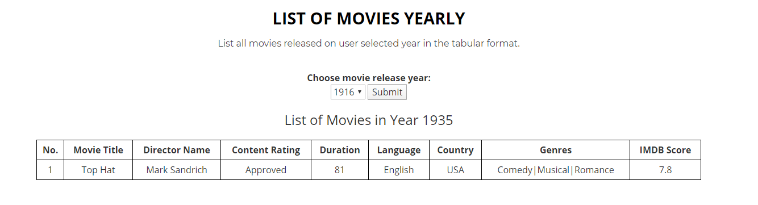 LIST OF MOVIES YEARLY
List all movies released on user selected year in the tabular format.
Choose movie release year:
1916 Submit
List of Movies in Year 1935
No. Movie Title Director Name Content Rating Duration Language Country Genres IMDB Score
1 Top Hat Mark Sandrich Approved 81 English USA Comedy|Musical|Romance 7.8